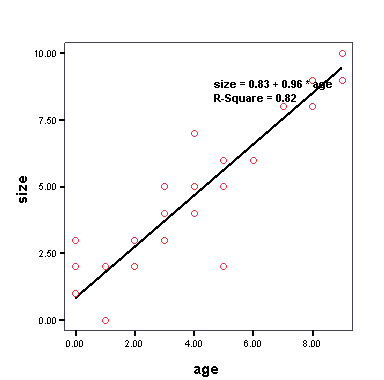 10.00
size = 0.83 + 0.96 * age
R-Square = 0.82
7.50
size
5.00
2.50
0.00
0.00 2.00 4.00 6.00 8.00
age